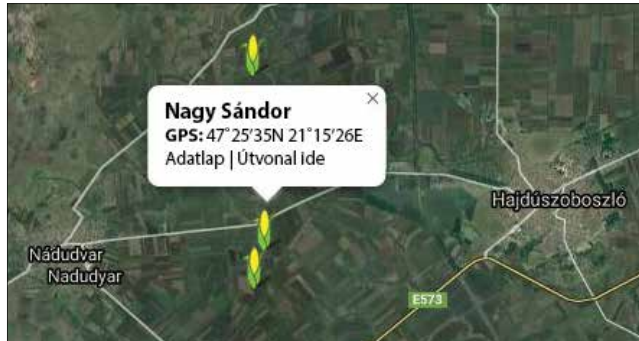 Nagy Sándor
GPS: 47°25'35N 21°15'26E
Adatlap | Útvonal ide
Hajdúszoboszló
Nádudvar
Nadudyar
E573